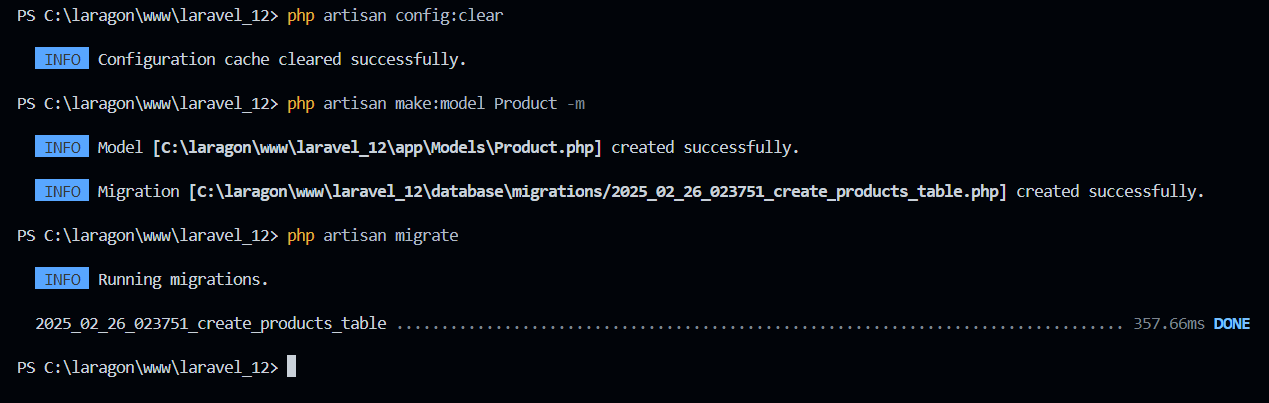 PS C:\laragon\www\laravel_12> php artisan config:clear
INFO Configuration cache cleared successfully.
PS C:\laragon\www\laravel_12> php artisan make:model Product -m
INFO Model [C:\laragon\www\laravel_12\app\Models\Product.php] created successfully.
INFO Migration [C:\laragon\www\laravel_12\database\migrations/2025_02_26_023751_create_products_table.php] created successfully.
PS C:\laragon\www\laravel_12> php artisan migrate
INFO Running migrations.
2025_02_26_023751_create_products_table ................................................................................. 357.66ms DONE
PS C:\laragon\www\laravel_12>